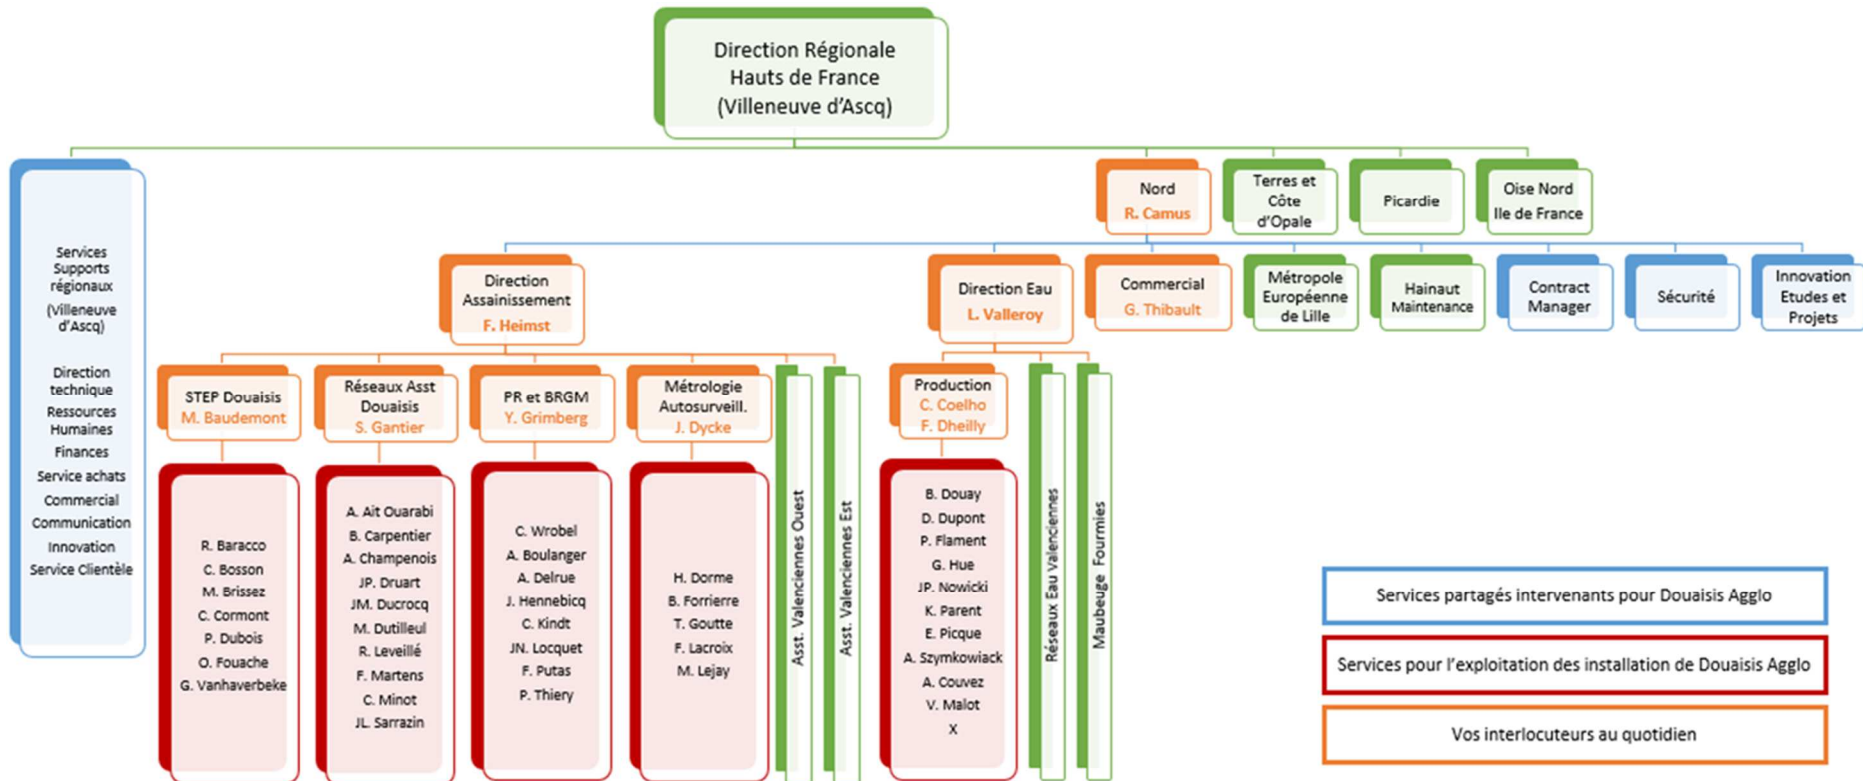 Direction Régionale
Hauts de France
(Villeneuve d'Ascq)
Services
Supports
régionaux
(Villeneuve
d'Ascq)
Direction
technique
Ressources
Humaines
Finances
Service achats
Commercial
Communication
Innovation
Service Clientèle
Nord
R. Camus
Terres et
Côte
d'Opale
Picardie
Oise Nord
Ile de France
Direction
Assainissement
F. Heimst
Direction Eau
L. Valleroy
Commercial
G. Thibault
Métropole
Européenne
de Lille
Hainaut
Maintenance
Contract
Manager
Sécurité
Innovation
Etudes et
Projets
STEP Douaisis
M. Baudemont
Réseaux Asst
Douaisis
S. Gantier
PR et BRGM
Y. Grimberg
Métrologie
Autosurveill.
J. Dycke
Asst. Valenciennes Ouest
Asst. Valenciennes Est
Production
C. Coelho
F. Dheilly
Réseaux Eau Valenciennes
Maubeuge Fourmies
R. Baracco
C. Bosson
M. Brissez
C. Cormont
P. Dubois
O. Fouache
G. Vanhaverbeke
A. Ait Ouarabi
B. Carpentier
A. Champenois
JP. Druart
JM. Ducrocq
M. Dutilleul
R. Leveillé
F. Martens
C. Minot
JL. Sarrazin
C. Wrobel
A. Boulanger
A. Delrue
J. Hennebicq
C. Kindt
JN. Locquet
F. Putas
P. Thiery
H. Dorme
B. Forrierre
T. Goutte
F. Lacroix
M. Lejay
B. Douay
D. Dupont
P. Flament
G. Hue
JP. Nowicki
K. Parent
E. Picque
A. Szymkowiack
A. Couvez
V. Malot
X
Services partagés intervenants pour Douaisis Agglo
Services pour l'exploitation des installation de Douaisis Agglo
Vos interlocuteurs au quotidien